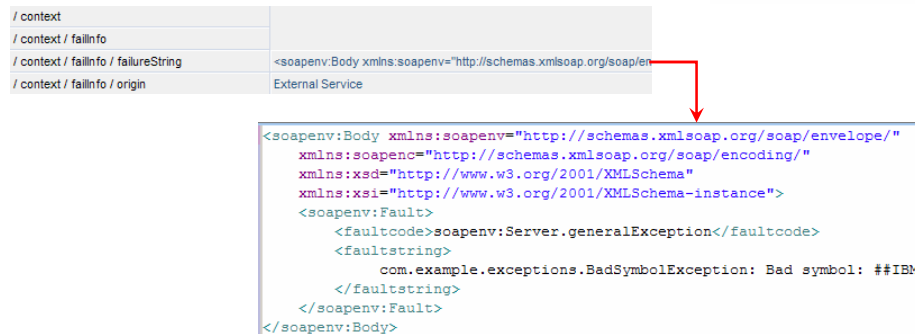 / context
/ context / failInfo
/ context / failInfo / failureString <soapenv:Body xmlns:soapenv="http://schemas.xmlsoap.org/soap/en
/ context / failInfo / origin External Service
<soapenv:Body xmlns:soapenv="http://schemas.xmlsoap.org/soap/envelope/"
xmlns:soapenc="http://schemas.xmlsoap.org/soap/encoding/"
xmlns:xsd="http://www.w3.org/2001/XMLSchema"
xmlns:xsi="http://www.w3.org/2001/XMLSchema-instance">
<soapenv:Fault>
<faultcode>soapenv:Server.generalException</faultcode>
<faultstring>
com.example.exceptions.BadSymbolException: Bad symbol: ##IBM
</faultstring>
</soapenv:Fault>
</soapenv:Body>